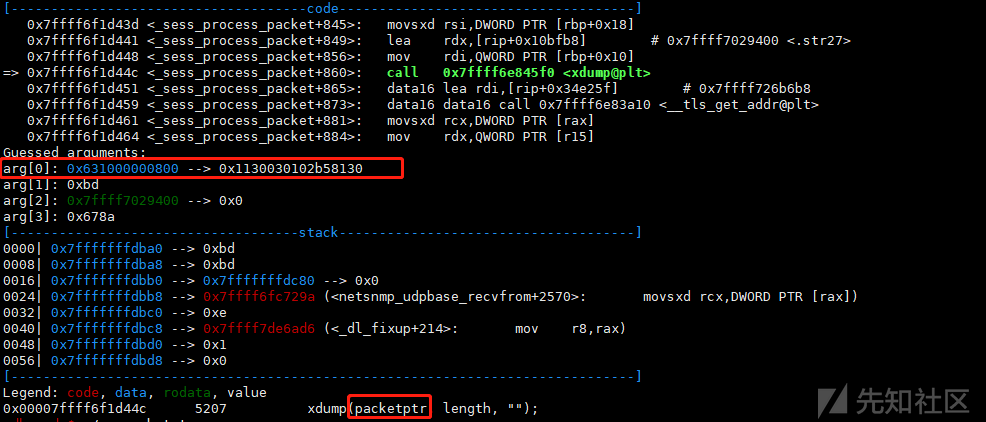 [-------------------------------------code-------------------------------------]
0x7ffff6f1d43d <_sess_process_packet+845>: movsxd rsi,DWORD PTR [rbp+0x18]
0x7ffff6f1d441 <_sess_process_packet+849>: lea rdx,[rip+0x10bfb8] # 0x7ffff7029400 <.str27>
0x7ffff6f1d448 <_sess_process_packet+856>: mov rdi,QWORD PTR [rbp+0x10]
=> 0x7ffff6f1d44c <_sess_process_packet+860>: call 0x7ffff6e845f0 <xdump@plt>
0x7ffff6f1d451 <_sess_process_packet+865>: data16 lea rdi,[rip+0x34e25f] # 0x7ffff726b6b8
0x7ffff6f1d459 <_sess_process_packet+873>: data16 data16 call 0x7ffff6e83a10 <__tls_get_addr@plt>
0x7ffff6f1d461 <_sess_process_packet+881>: movsxd rcx,DWORD PTR [rax]
0x7ffff6f1d464 <_sess_process_packet+884>: mov rdx,QWORD PTR [r15]
Guessed arguments:
arg[0]: 0x631000000800 --> 0x1130030102b58130
arg[1]: 0xbd
arg[2]: 0x7ffff7029400 --> 0x0
arg[3]: 0x678a
[------------------------------------stack-------------------------------------]
0000| 0x7fffffffdba0 --> 0xbd
0008| 0x7fffffffdba8 --> 0xbd
0016| 0x7fffffffdbb0 --> 0x7fffffffdc80 --> 0x0
0024| 0x7fffffffdbb8 --> 0x7ffff6fc729a (<netsnmp_udpbase_recvfrom+2570>: movsxd rcx,DWORD PTR [rax])
0032| 0x7fffffffdbc0 --> 0xe
0040| 0x7fffffffdbc8 --> 0x7ffff7de6ad6 (<_dl_fixup+214>: mov r8,rax)
0048| 0x7fffffffdbd0 --> 0x1
0056| 0x7fffffffdbd8 --> 0x0
[------------------------------------------------------------------------------]
Legend: code, data, rodata, value
0x00007ffff6f1d44c 5207 xdump(packetptr, length, "");
先知社区